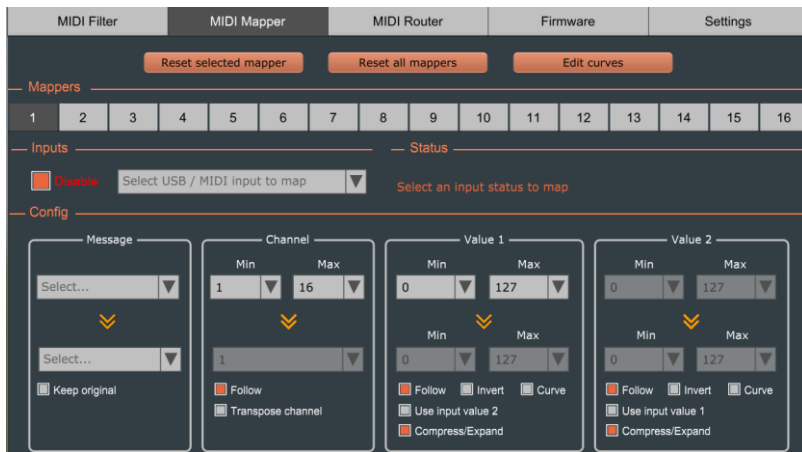 MIDI Filter MIDI Mapper MIDI Router Firmware Settings
Reset selected mapper Reset all mappers Edit curves
Mappers
1 2 3 4 5 6 7 8 9 10 11 12 13 14 15 16
Inputs Status
Disable Select USB / MIDI input to map Select an input status to map
Config
Message Channel Value 1 Value 2
Min Max Min Max Min Max
Select... 1 16 0 127 0 127
Min Max Min Max
Select... 1 0 127 0 127
Keep original Follow Follow Invert Curve Follow Invert Curve
Transpose channel Use input value 2 Use input value 1
Compress/Expand Compress/Expand